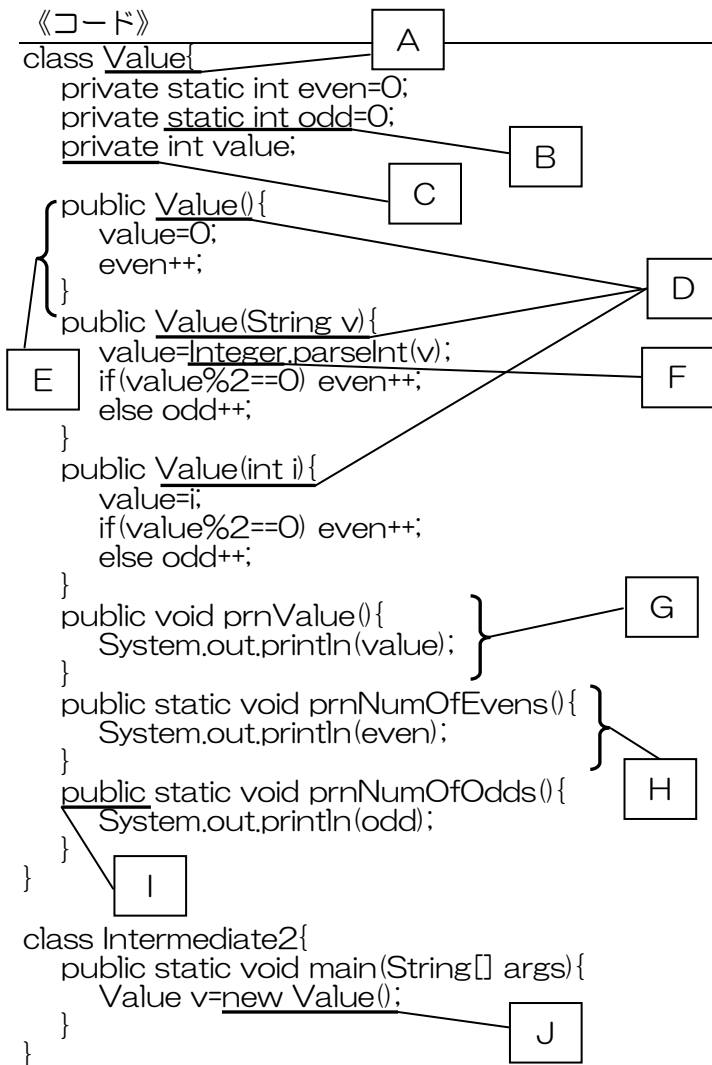 《コード》
A
class Value{
private static int even=0;
private static int odd=0;
B
private int value;
C
public Value(){
value=0;
even++;
}
D
public Value(String v){
value=Integer.parseInt(v);
E
F
if(value%2==0) even++;
else odd++;
}
public Value(int i){
value=i;
if(value%2==0) even++;
else odd++;
}
public void prnValue(){
G
System.out.println(value);
}
public static void prnNumOfEvens(){
System.out.println(even);
}
H
public static void prnNumOfOdds(){
System.out.println(odd);
}
I
}
class Intermediate2{
public static void main(String[] args){
Value v=new Value();
}
J
}